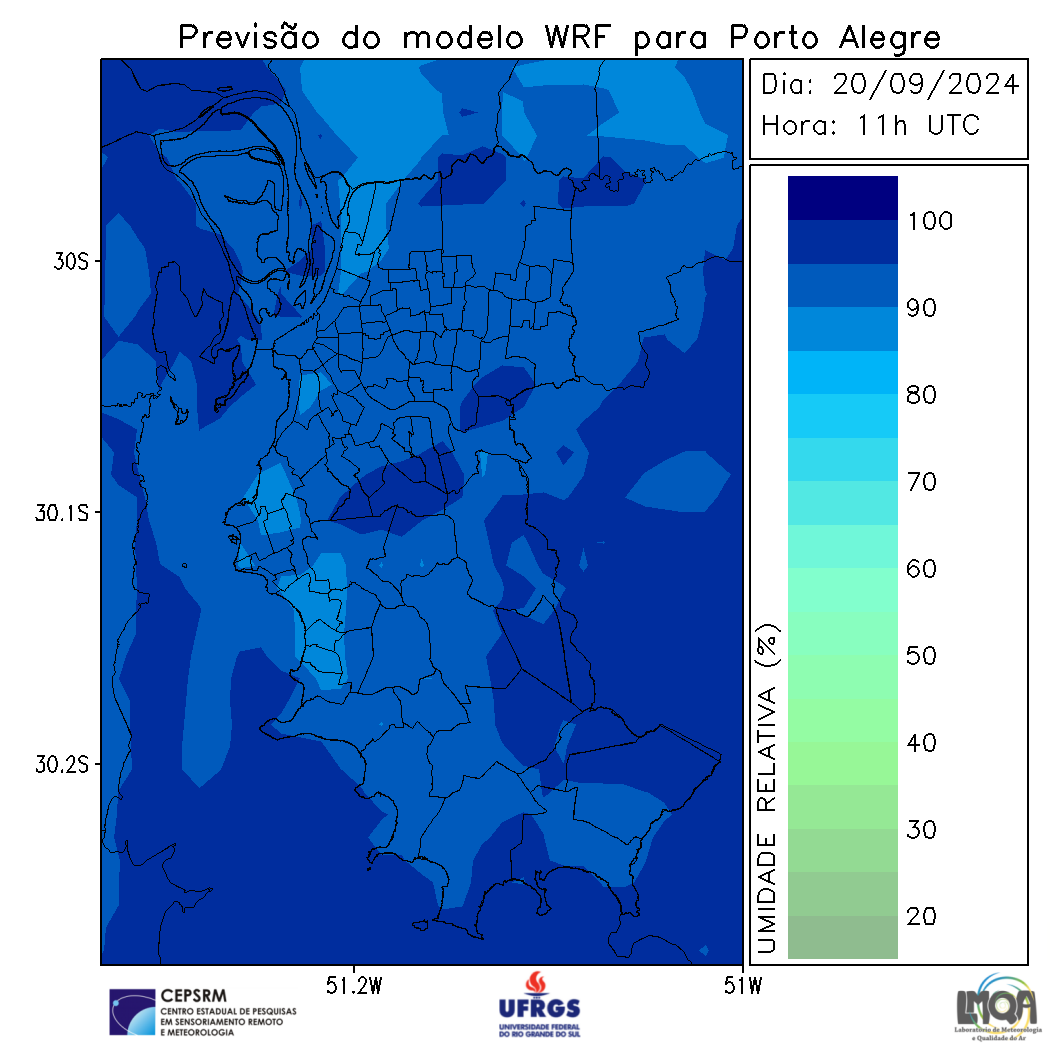 Previsão do modelo WRF para Porto Alegre
Dia: 20/09/2024
Hora: 11h UTC
30S
30.1S
30.2S
51.2W
51W
UMIDADE RELATIVA (%)
100
90
80
70
60
50
40
30
20
CEPSRM
CENTRO ESTADUAL DE PESQUISAS
EM SENSORIAMENTO REMOTO
E METEOROLOGIA
UFRGS
UNIVERSIDADE FEDERAL
DO RIO GRANDE DO SUL
LMQA
Laboratório de Meteorologia
e Qualidade do Ar